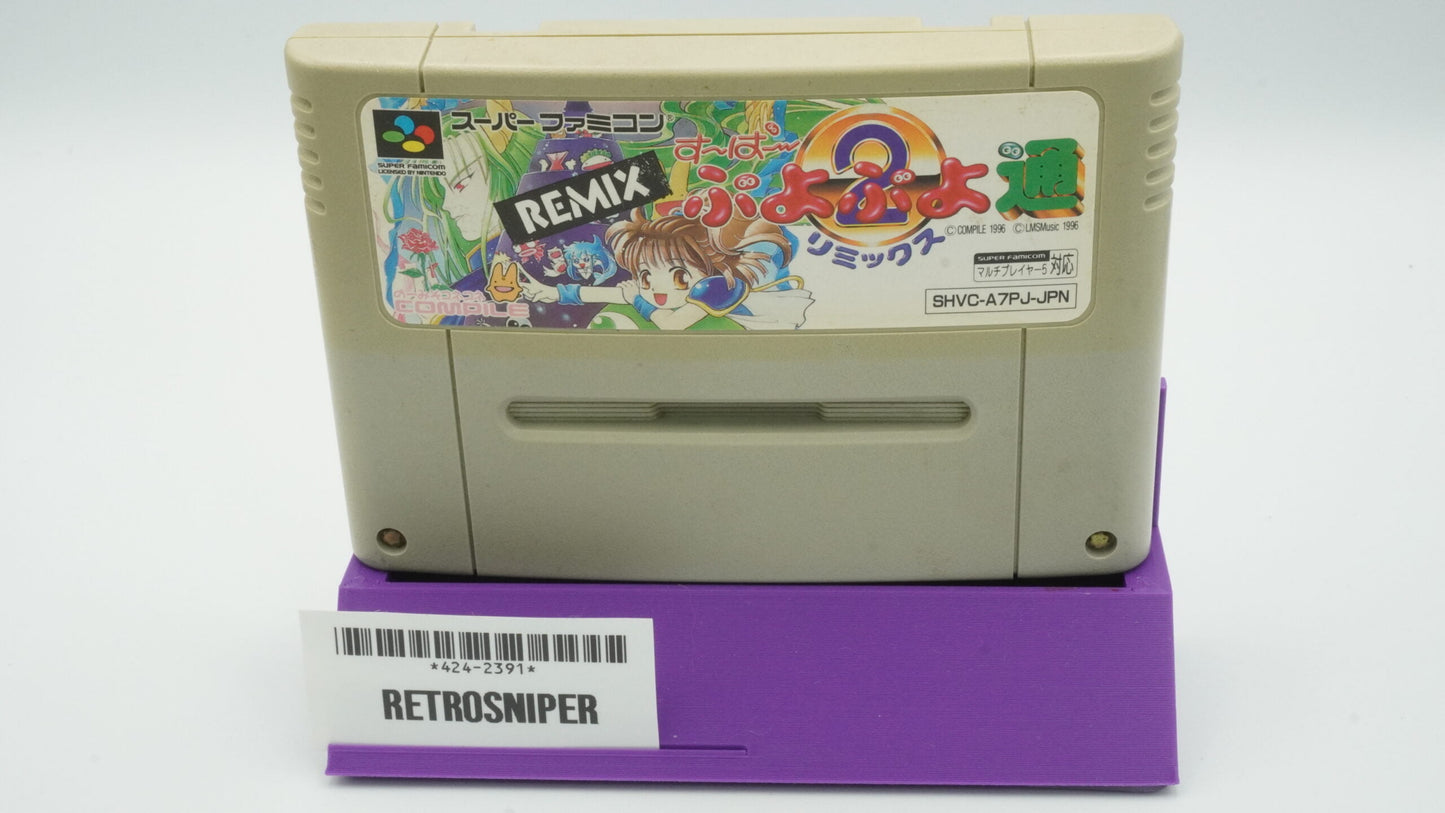 スーパーファミコン®
SUPER FAMICOM
LICENSED BY NINTENDO
REMIX
す〜ぱ〜
ぷよぷよ通
2
リミックス
©COMPILE 1996 ©LMSMusic 1996
SUPER FAMICOM
マルチプレイヤー5 対応
SHVC-A7PJ-JPN
COMPILE
*424-2391*
RETROSNIPER